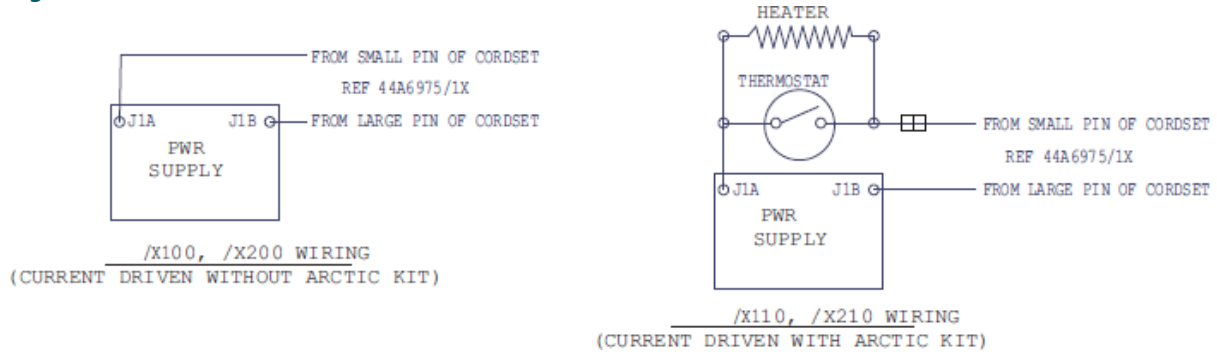 FROM SMALL PIN OF CORDSET
REF 44A6975/1X
J1A J1B FROM LARGE PIN OF CORDSET
PWR
SUPPLY
/X100, /X200 WIRING
(CURRENT DRIVEN WITHOUT ARCTIC KIT)
HEATER
THERMOSTAT
FROM SMALL PIN OF CORDSET
REF 44A6975/1X
J1A J1B FROM LARGE PIN OF CORDSET
PWR
SUPPLY
/X110, /X210 WIRING
(CURRENT DRIVEN WITH ARCTIC KIT)